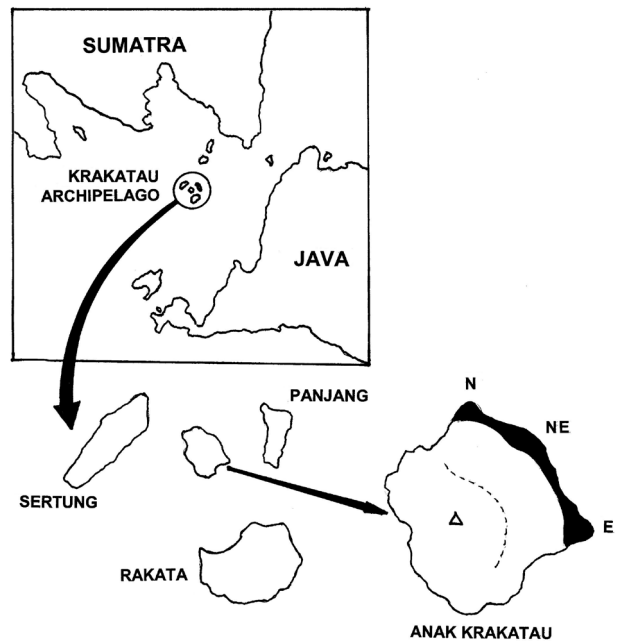 SUMATRA
KRAKATAU
ARCHIPELAGO
JAVA
PANJANG
SERTUNG
RAKATA
N
NE
E
ANAK KRAKATAU